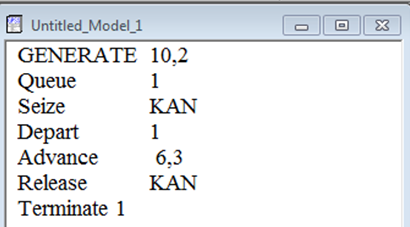 Untitled_Model_1
GENERATE 10,2
Queue 1
Seize KAN
Depart 1
Advance 6,3
Release KAN
Terminate 1